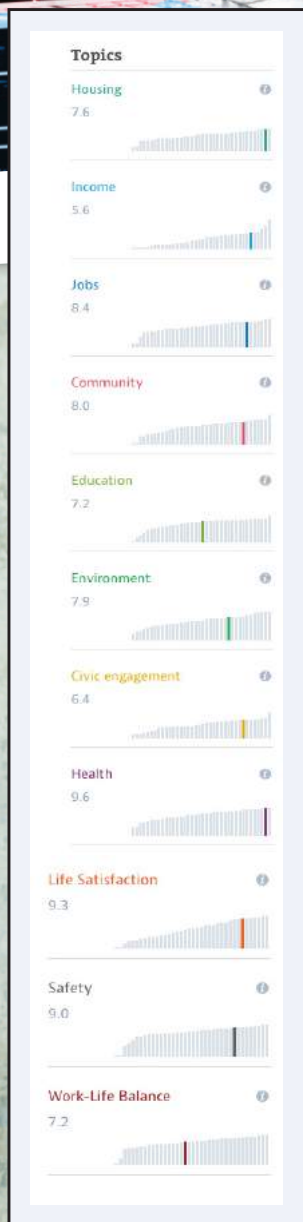 Topics
Housing
7.6
Income
5.6
Jobs
8.4
Community
8.0
Education
7.2
Environment
7.9
Civic engagement
6.4
Health
9.6
Life Satisfaction
9.3
Safety
9.0
Work-Life Balance
7.2